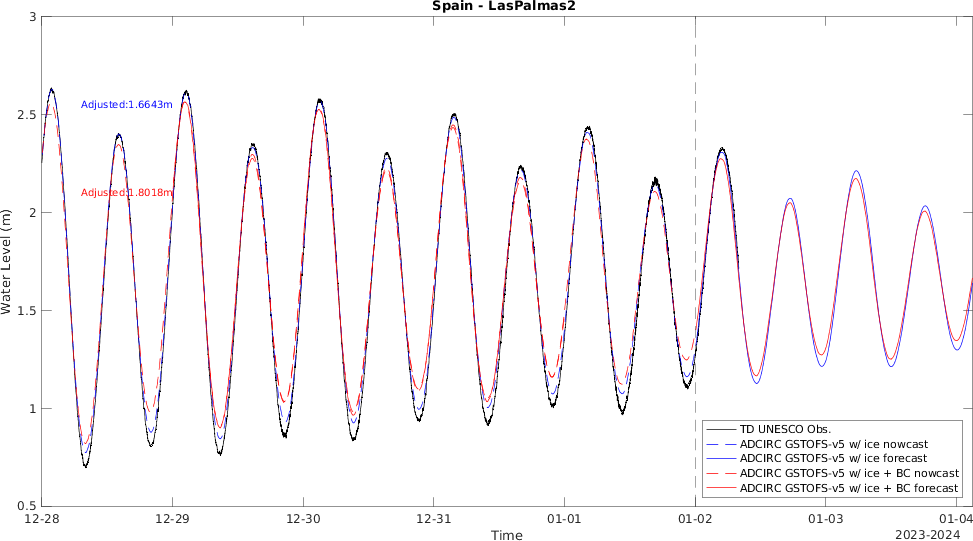 Spain - LasPalmas2
3
2.5
2
1.5
1
0.5
Water Level (m)
Adjusted:1.6643m
Adjusted:1.8018m
TD UNESCO Obs.
ADCIRC GSTOFS-v5 w/ ice nowcast
ADCIRC GSTOFS-v5 w/ ice forecast
ADCIRC GSTOFS-v5 w/ ice + BC nowcast
ADCIRC GSTOFS-v5 w/ ice + BC forecast
12-28 12-29 12-30 12-31 01-01 01-02 01-03 01-04
Time
2023-2024